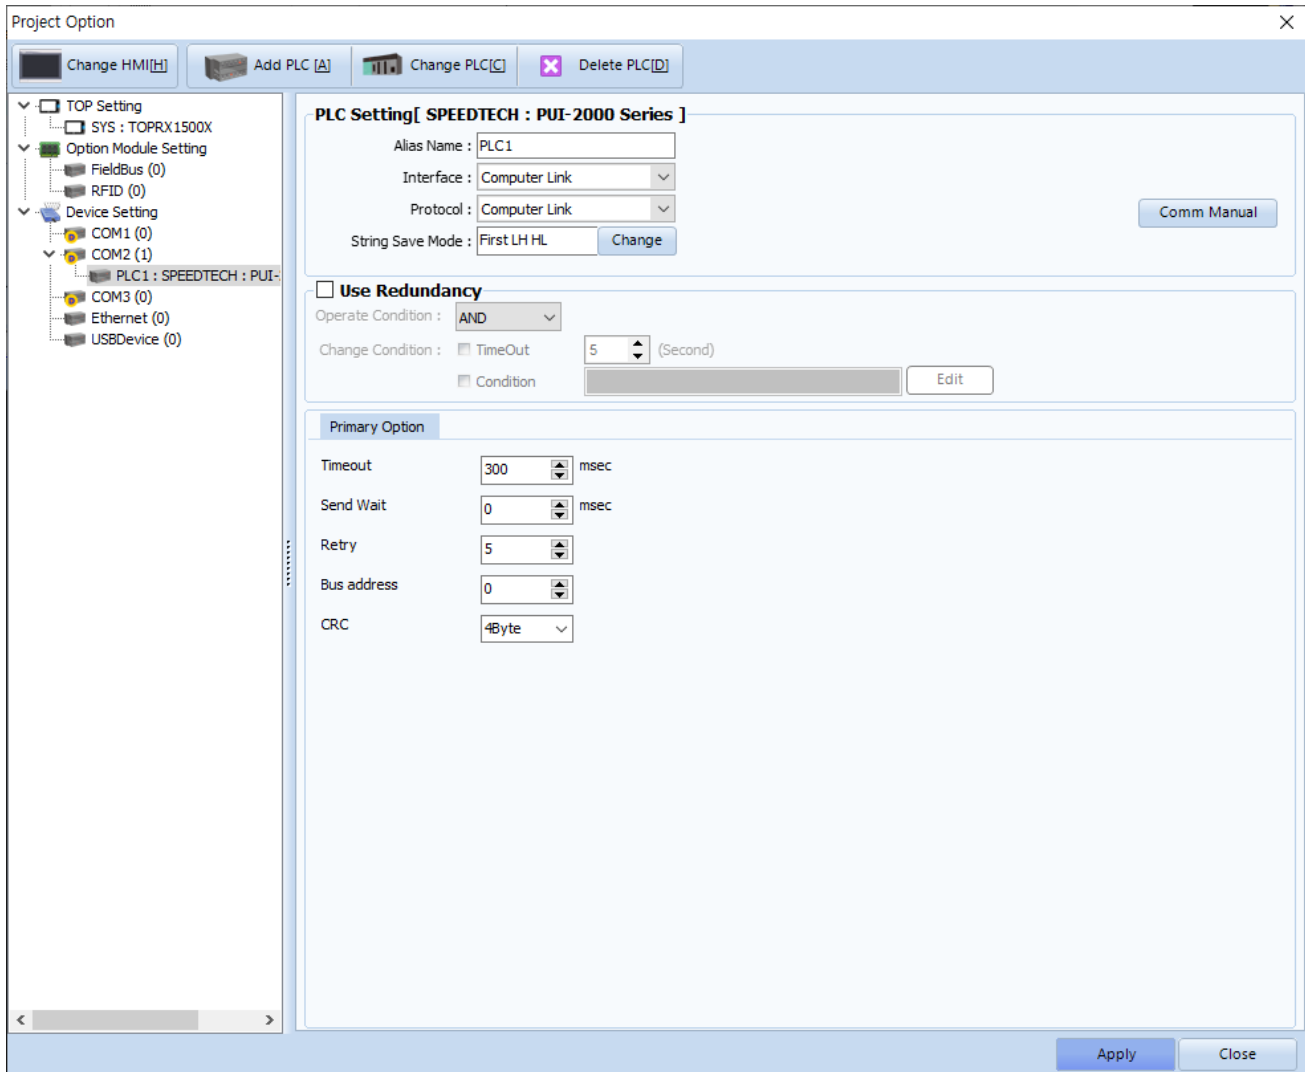 Project Option
Change HMI[H] Add PLC [A] Change PLC[C] Delete PLC[D]
TOP Setting
SYS : TOPRX1500X
Option Module Setting
FieldBus (0)
RFID (0)
Device Setting
COM1 (0)
COM2 (1)
PLC1 : SPEEDTECH : PUI-
COM3 (0)
Ethernet (0)
USBDevice (0)
PLC Setting[ SPEEDTECH : PUI-2000 Series ]
Alias Name : PLC1
Interface : Computer Link
Protocol : Computer Link
Comm Manual
String Save Mode : First LH HL Change
Use Redundancy
Operate Condition : AND
Change Condition : TimeOut 5 (Second)
Condition Edit
Primary Option
Timeout 300 msec
Send Wait 0 msec
Retry 5
Bus address 0
CRC 4Byte
Apply Close